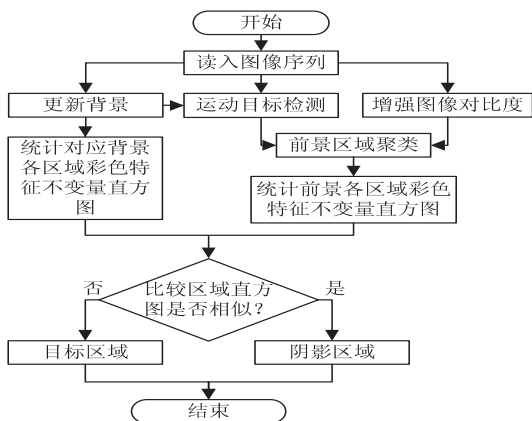 开始
读入图像序列
更新背景
运动目标检测
增强图像对比度
统计对应背景
各区域彩色特
征不变量直方
图
前景区域聚类
统计前景各区域彩色
特征不变量直方图
否
比较区域直方
图是否相似？
是
目标区域
阴影区域
结束